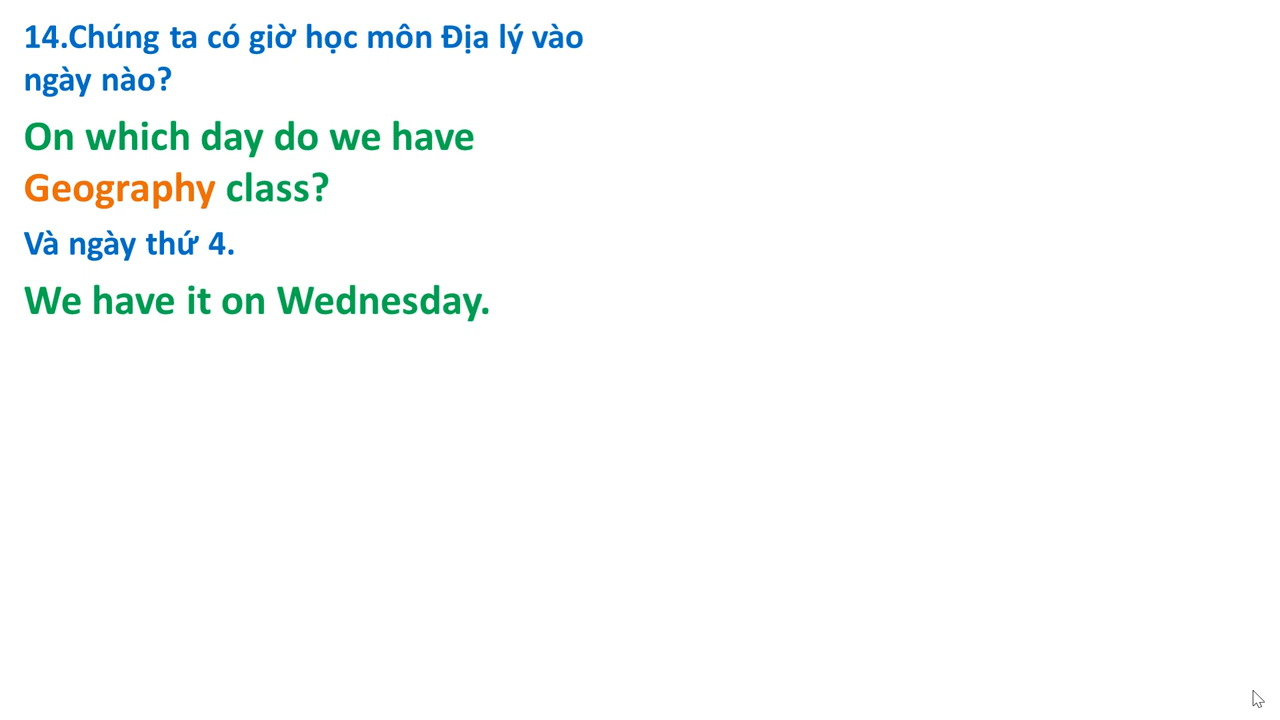 14.Chúng ta có giờ học môn Địa lý vào
ngày nào?
On which day do we have
Geography class?
Và ngày thứ 4.
We have it on Wednesday.